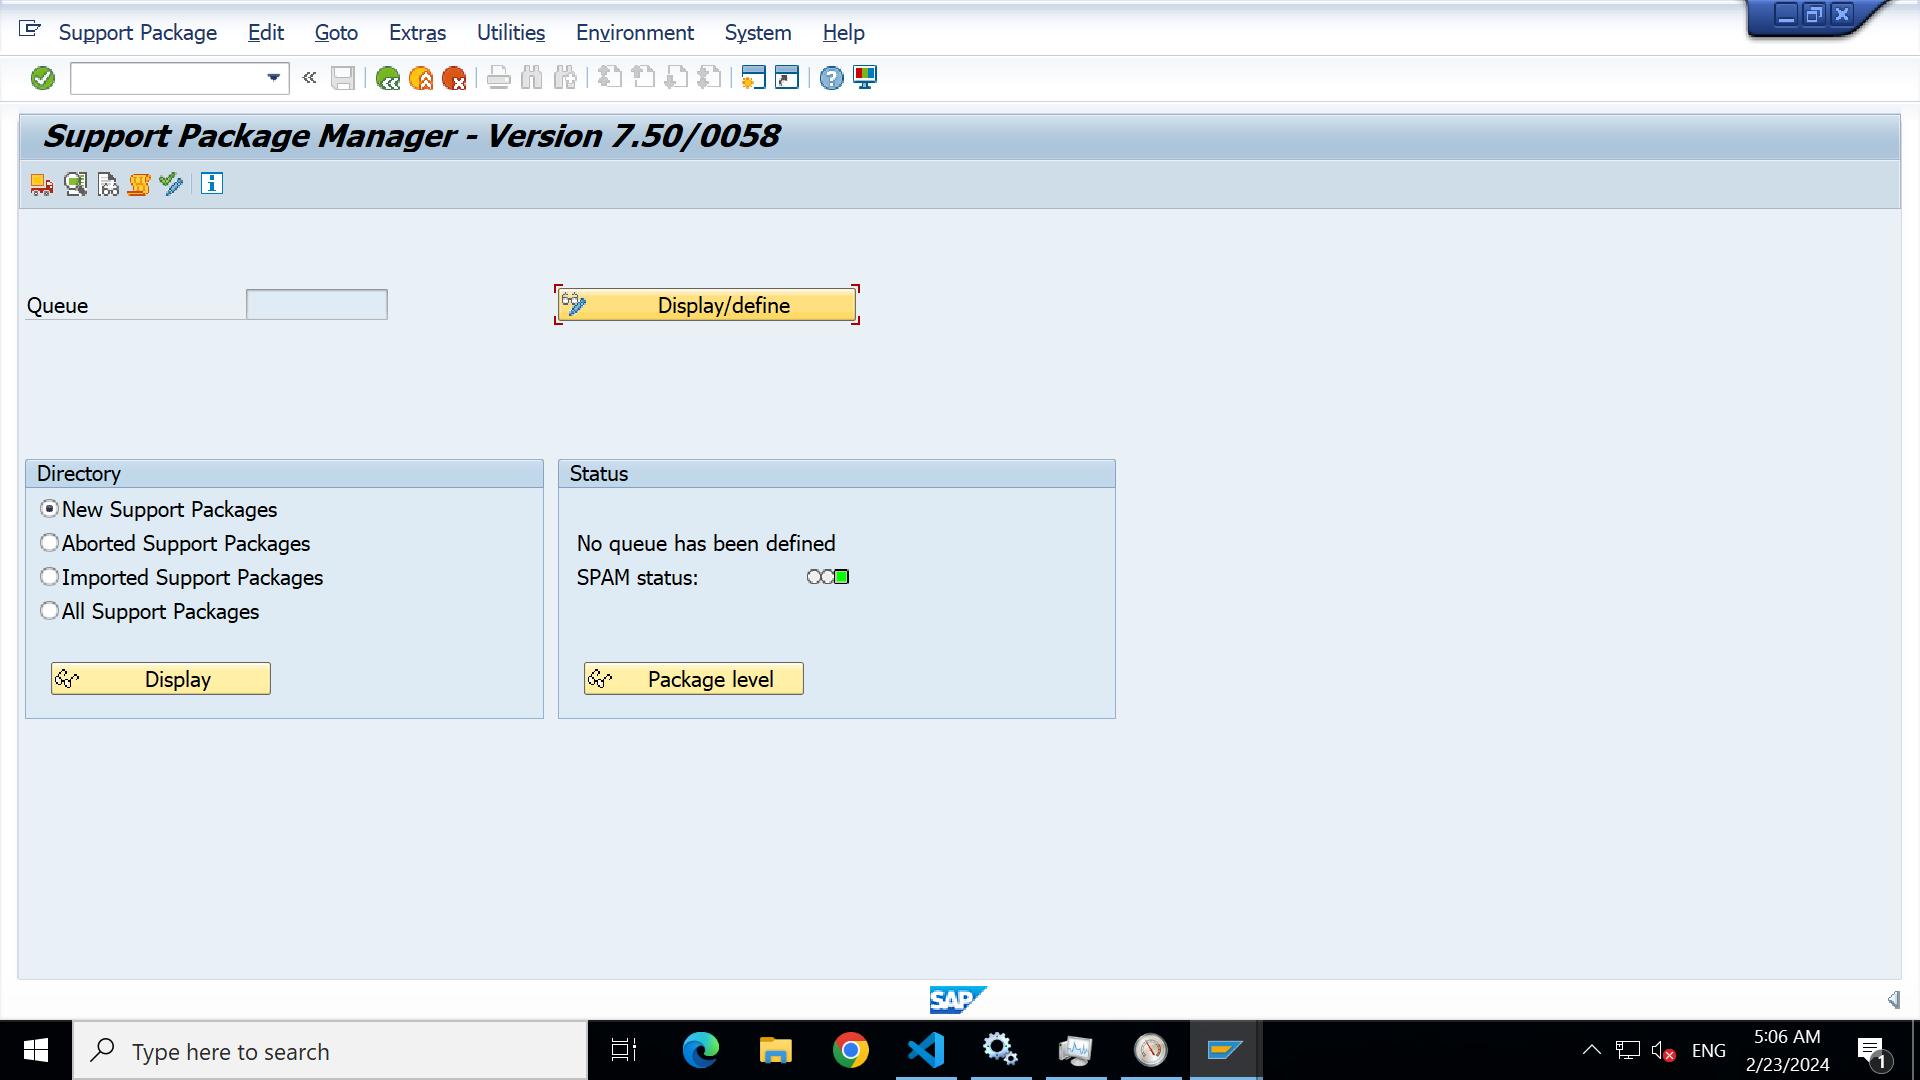 Support Package Edit Goto Extras Utilities Environment System Help
Support Package Manager - Version 7.50/0058
Queue
Display/define
Directory
New Support Packages
Aborted Support Packages
Imported Support Packages
All Support Packages
Display
Status
No queue has been defined
SPAM status:
Package level
SAP
Type here to search
ENG
5:06 AM
2/23/2024
1